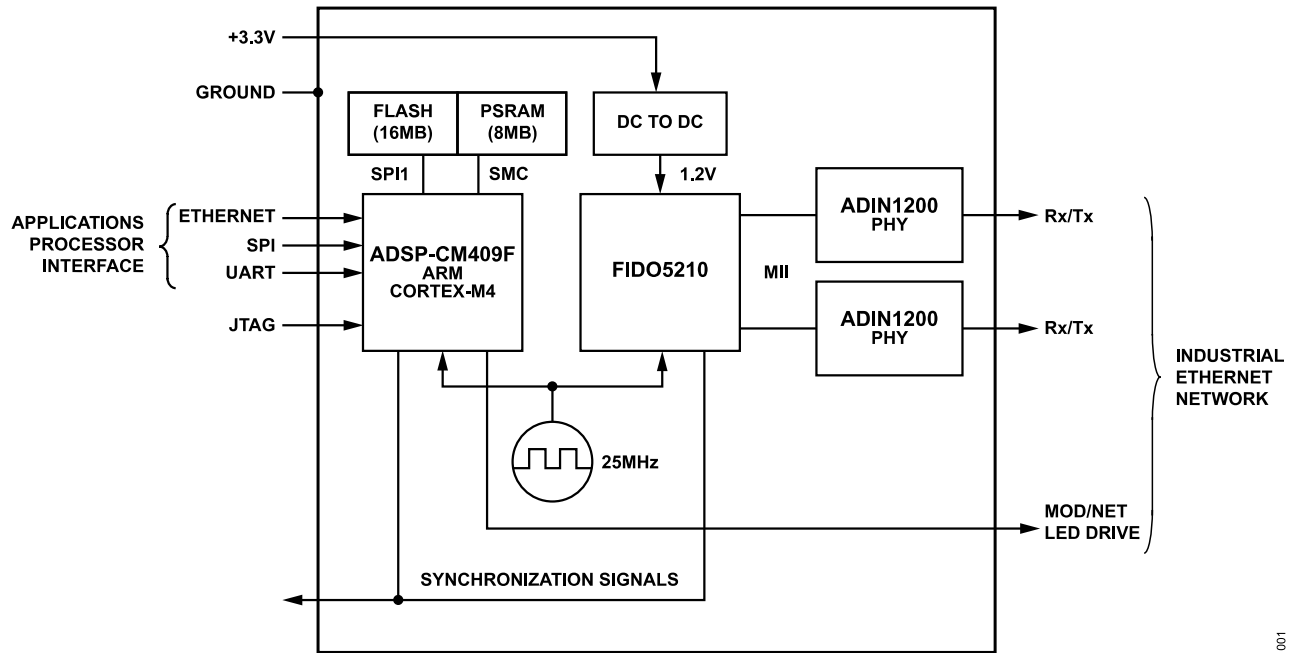 +3.3V
GROUND
FLASH
(16MB)
PSRAM
(8MB)
DC TO DC
SPI1
SMC
1.2V
APPLICATIONS
PROCESSOR
INTERFACE
ETHERNET
SPI
UART
JTAG
ADSP-CM409F
ARM
CORTEX-M4
FIDO5210
MII
ADIN1200
PHY
Rx/Tx
ADIN1200
PHY
Rx/Tx
INDUSTRIAL
ETHERNET
NETWORK
25MHz
MOD/NET
LED DRIVE
SYNCHRONIZATION SIGNALS
001